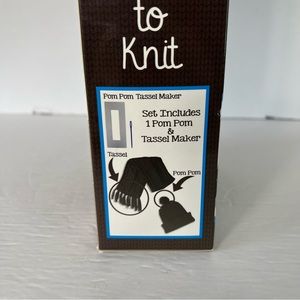 to
Knit
Pom Pom Tassel Maker
Set Includes
1 Pom Pom
&
Tassel Maker
Tassel
Pom Pom